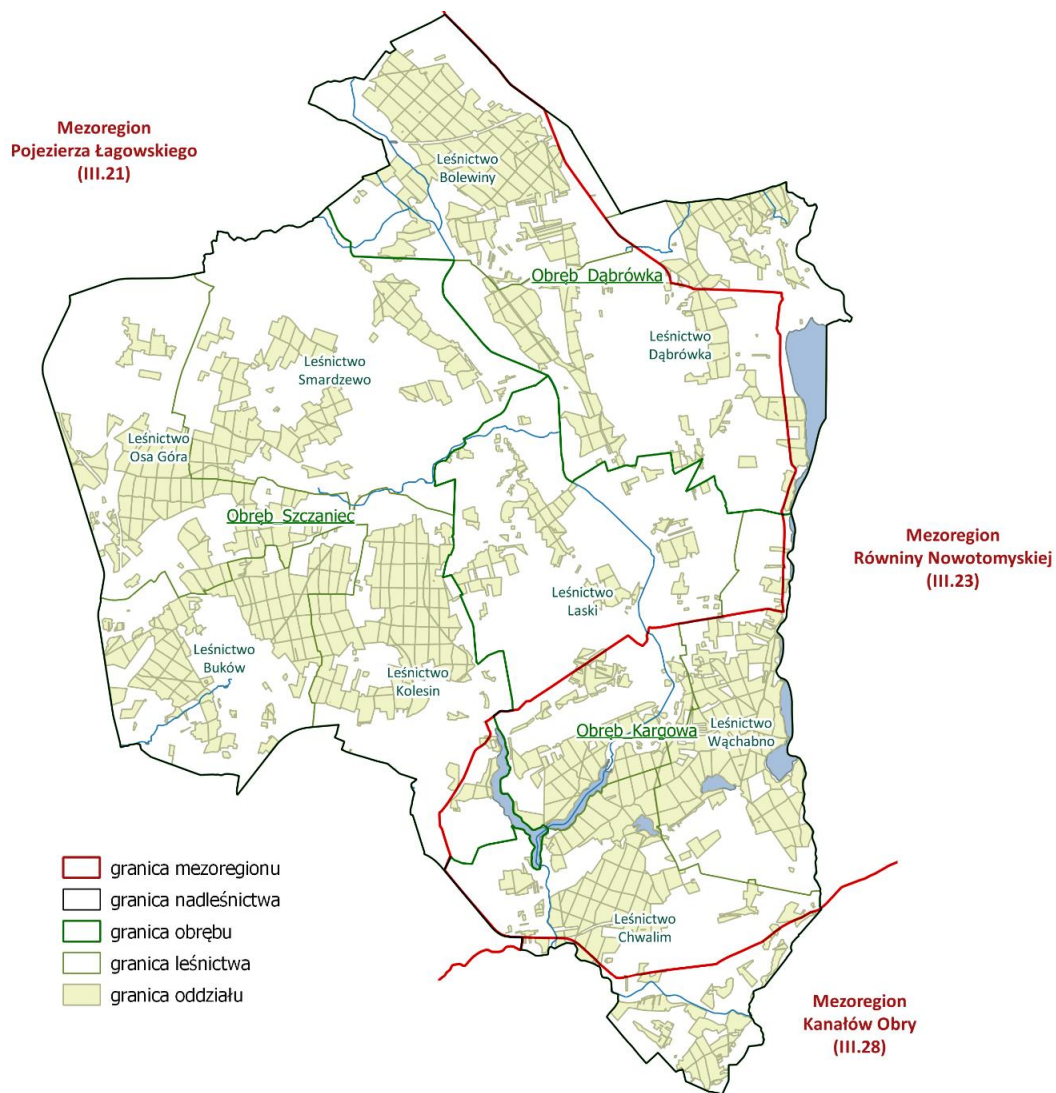 Mezoregion
Pojezierza Łagowskiego
(III.21)
Leśnictwo
Bolewiny
Obręb Dąbrówka
Leśnictwo
Dąbrówka
Leśnictwo
Smardzewo
Leśnictwo
Osa Góra
Obręb Szczaniec
Mezoregion
Równiny Nowotomyskiej
(III.23)
Leśnictwo
Laski
Leśnictwo
Buków
Leśnictwo
Kolesin
Obręb Kargowa
Leśnictwo
Wąchabno
granica mezoregionu
granica nadleśnictwa
granica obrębu
granica leśnictwa
granica oddziału
Leśnictwo
Chwalim
Mezoregion
Kanałów Obry
(III.28)